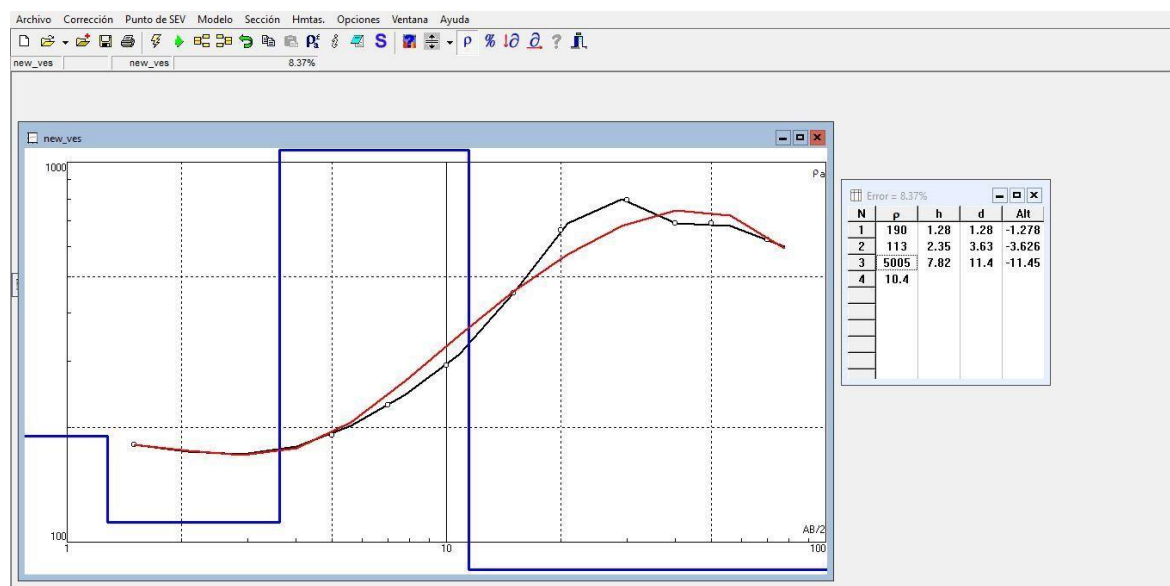 Archivo Corrección Punto de SEV Modelo Sección Hmtas. Opciones Ventana Ayuda
ρ % ?
new_ves new_ves 8.37%
new_ves
1000
ρa
100
AB/2
1 10 100
Error = 8.37%
N ρ h d Alt
1 190 1.28 1.28 -1.278
2 113 2.35 3.63 -3.626
3 5005 7.82 11.4 -11.45
4 10.4